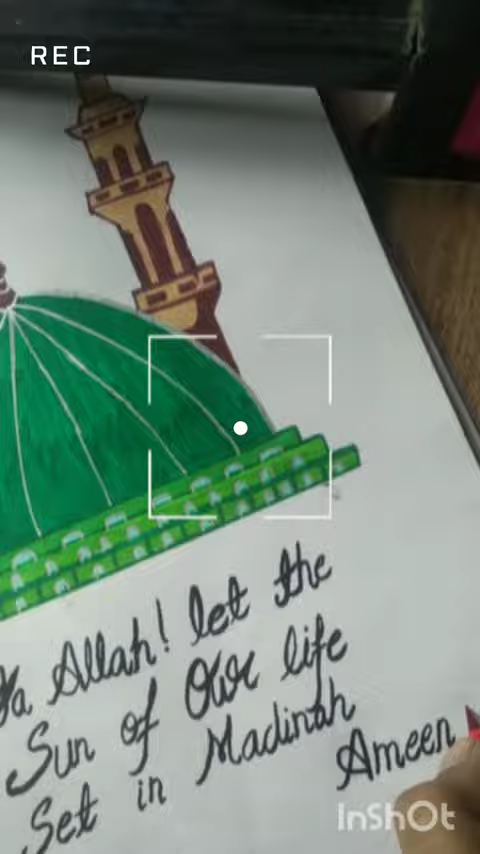 REC
Ya Allah! let the
Sun of Our life
Set in Madinah
Ameen
InShOt